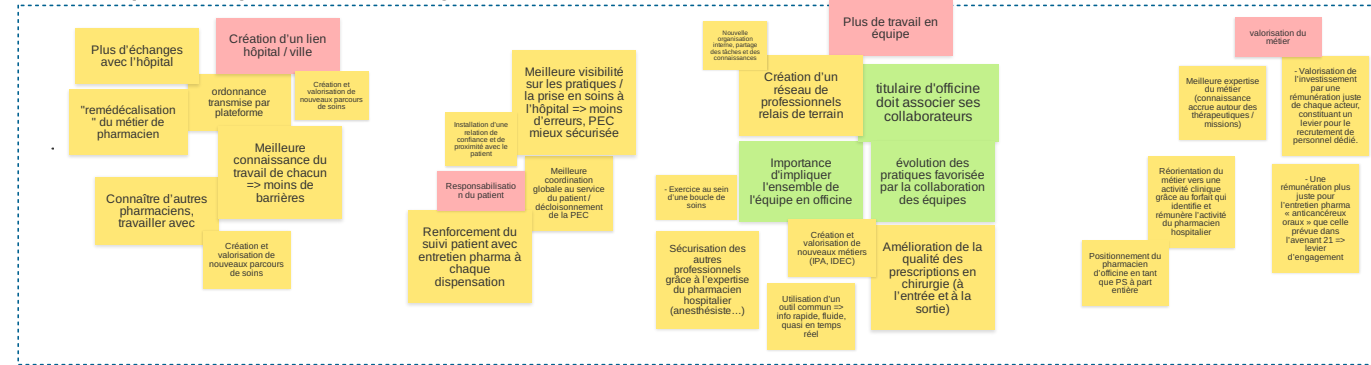 Plus d'échanges
avec l'hôpital
Création d'un lien
hôpital / ville
"remédécalisation
" du métier de
pharmacien
ordonnance
transmise par
plateforme
Création et
valorisation de
nouveaux parcours
de soins
Meilleure
connaissance du
travail de chacun
=> moins de
barrières
Connaître d'autres
pharmaciens,
travailler avec
Création et
valorisation de
nouveaux parcours
de soins
Meilleure visibilité
sur les pratiques /
la prise en soins à
l'hôpital => moins
d'erreurs, PEC
mieux sécurisée
Installation d'une
relation de
confiance et de
proximité avec le
patient
Responsabilisatio
n du patient
Meilleure
coordination
globale au service
du patient /
décloisonnement
de la PEC
Renforcement du
suivi patient avec
entretien pharma à
chaque
dispensation
Nouvelle
organisation
interne, partage
des tâches et des
connaissances
Plus de travail en
équipe
Création d'un
réseau de
professionnels
relais de terrain
titulaire d'officine
doit associer ses
collaborateurs
Importance
d'impliquer
l'ensemble de
l'équipe en officine
évolution des
pratiques favorisée
par la collaboration
des équipes
- Exercice au sein
d'une boucle de
soins
Sécurisation des
autres
professionnels
grâce à l'expertise
du pharmacien
hospitalier
(anesthésiste…)
Création et
valorisation de
nouveaux métiers
(IPA, IDEC)
Amélioration de la
qualité des
prescriptions en
chirurgie (à
l'entrée et à la
sortie)
Utilisation d'un
outil commun =>
info rapide, fluide,
quasi en temps
réel
valorisation du
métier
Meilleure expertise
du métier
(connaissance
accrue autour des
thérapeutiques /
missions)
- Valorisation de
l'investissement
par une
rémunération juste
de chaque acteur,
constituant un
levier pour le
recrutement de
personnel dédié.
Réorientation du
métier vers une
activité clinique
grâce au forfait qui
identifie et
rémunère l'activité
du pharmacien
hospitalier
- Une
rémunération plus
juste pour
l'entretien pharma
« anticancéreux
oraux » que celle
prévue dans
l'avenant 21 =>
levier
d'engagement
Positionnement du
pharmacien
d'officine en tant
que PS à part
entière